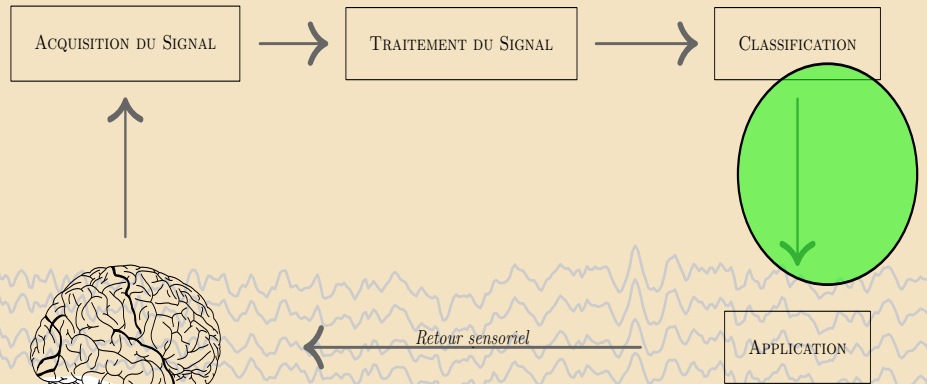 Acquisition du Signal
Traitement du Signal
Classification
Retour sensoriel
Application